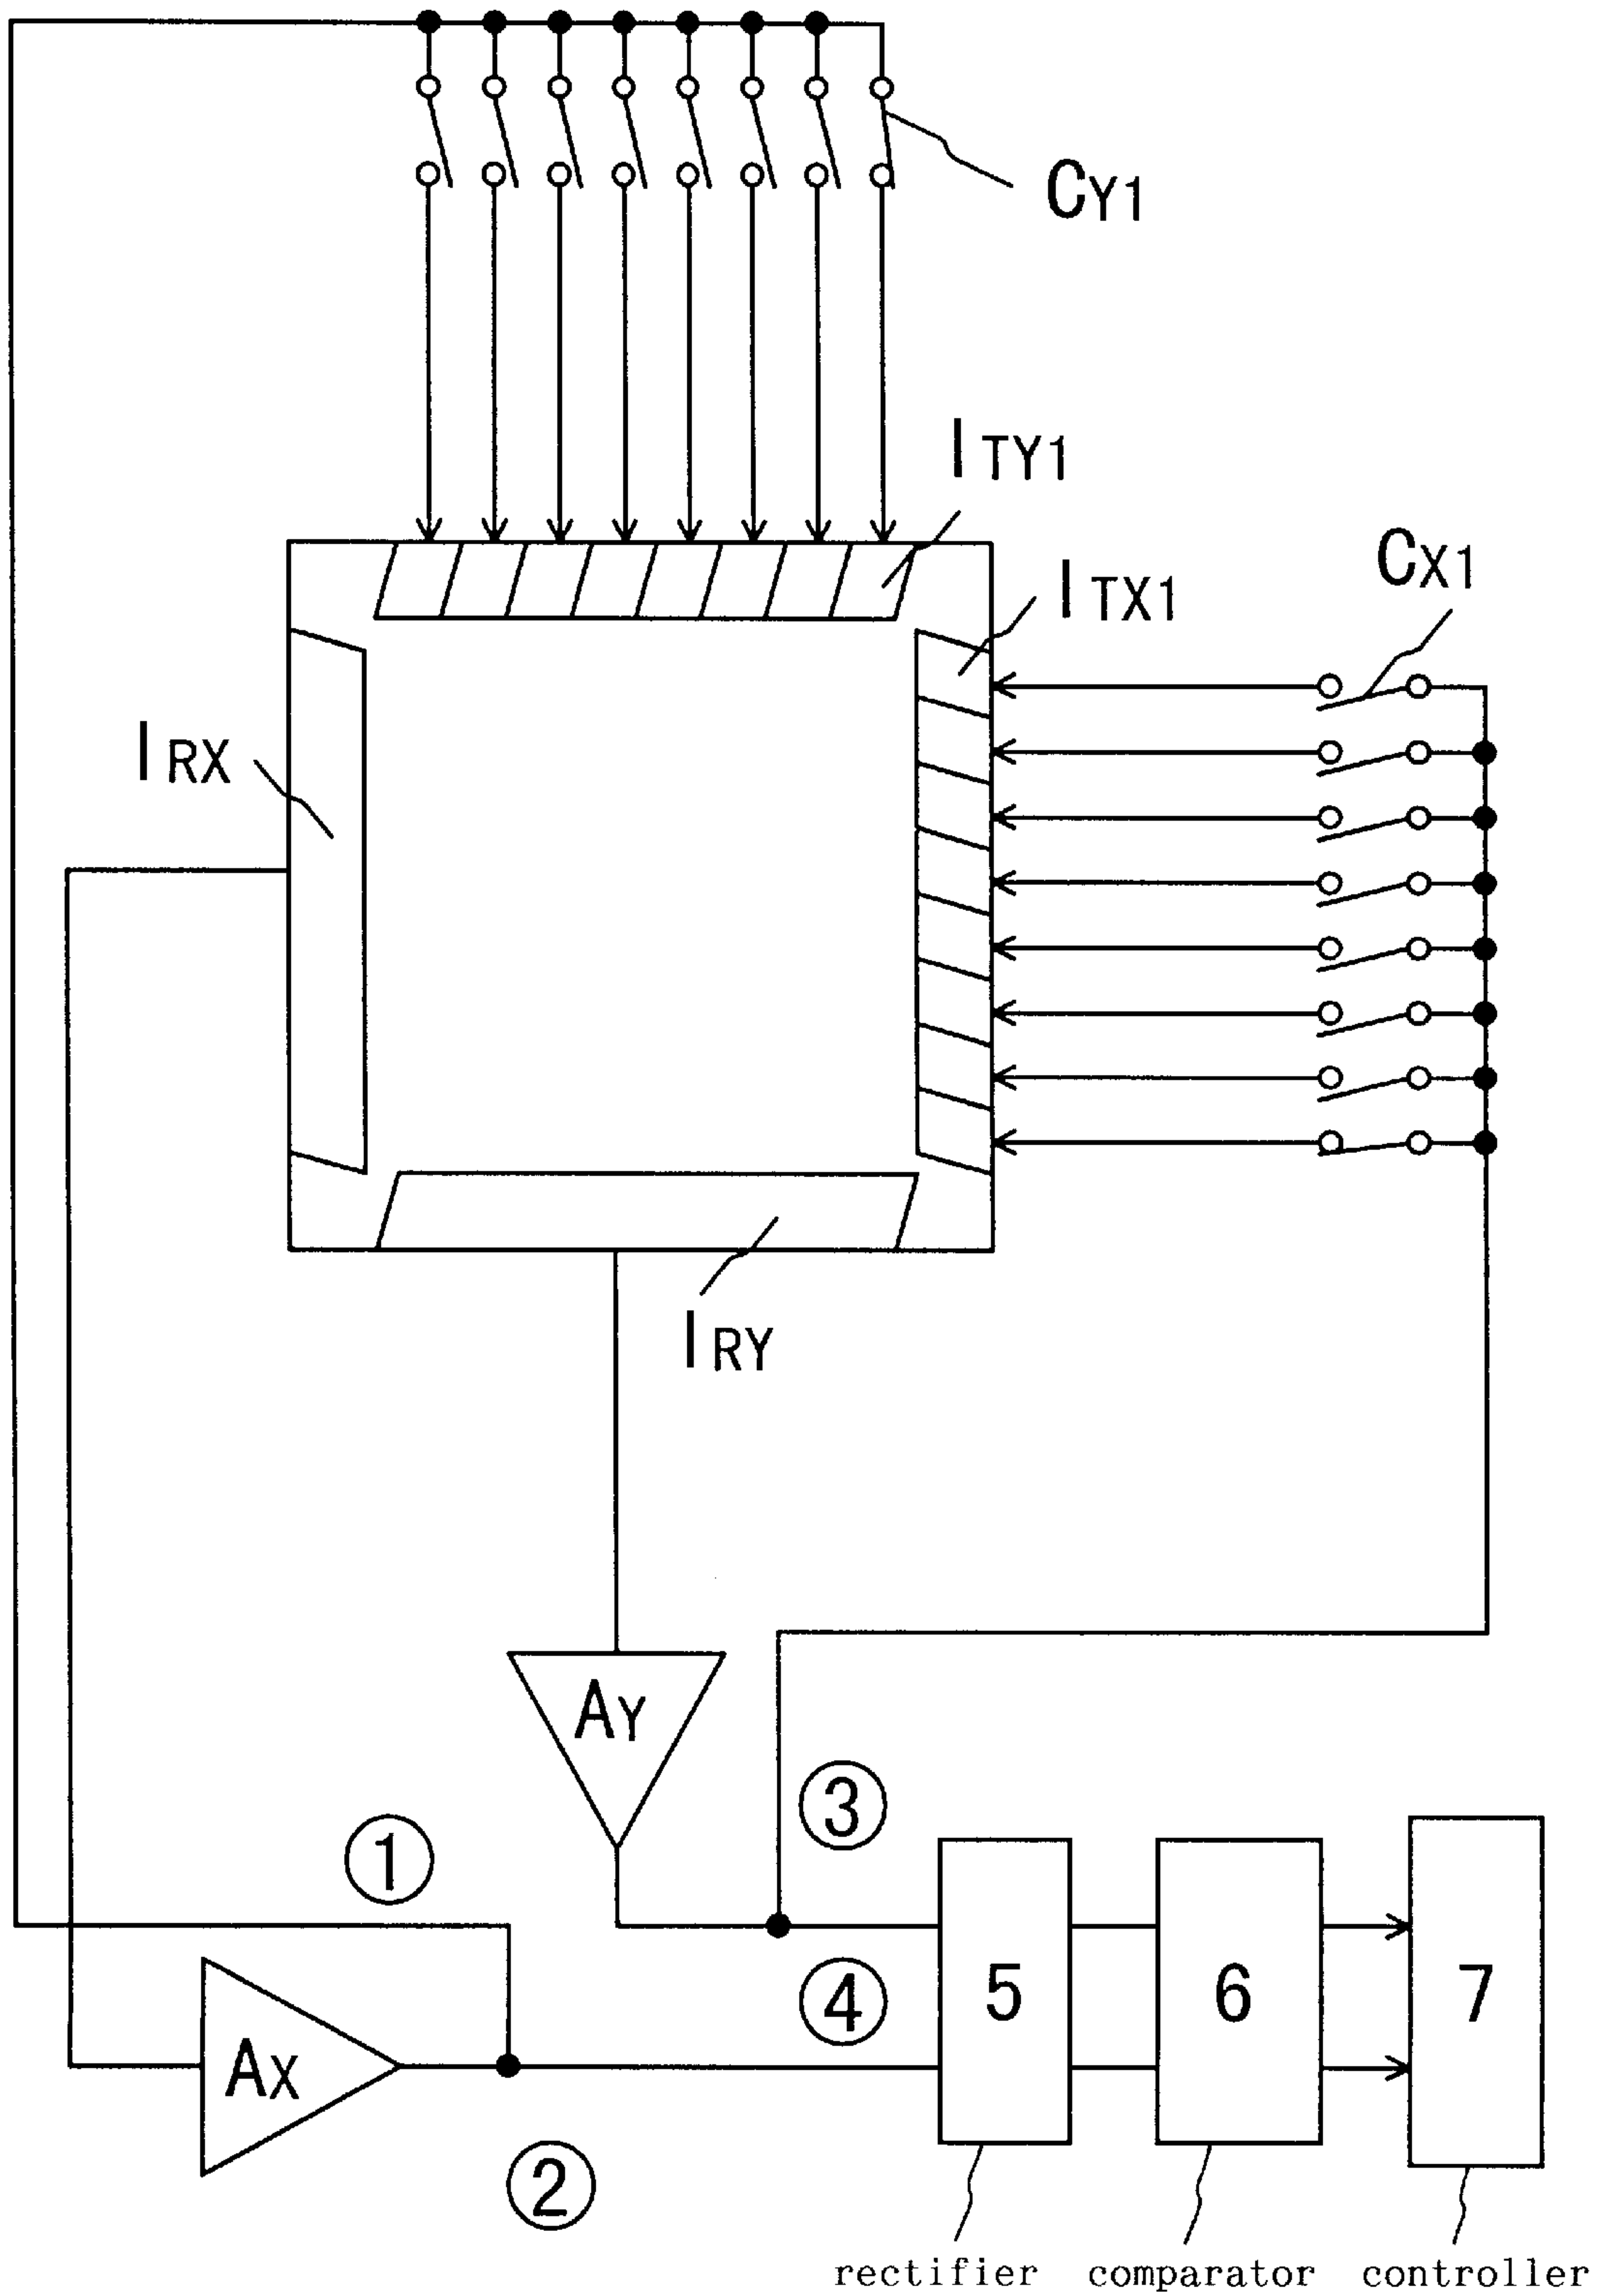 CY1
ITY1
CX1
ITX1
IRX
IRY
AY
③
①
④
5
6
7
AX
②
rectifier
comparator
controller